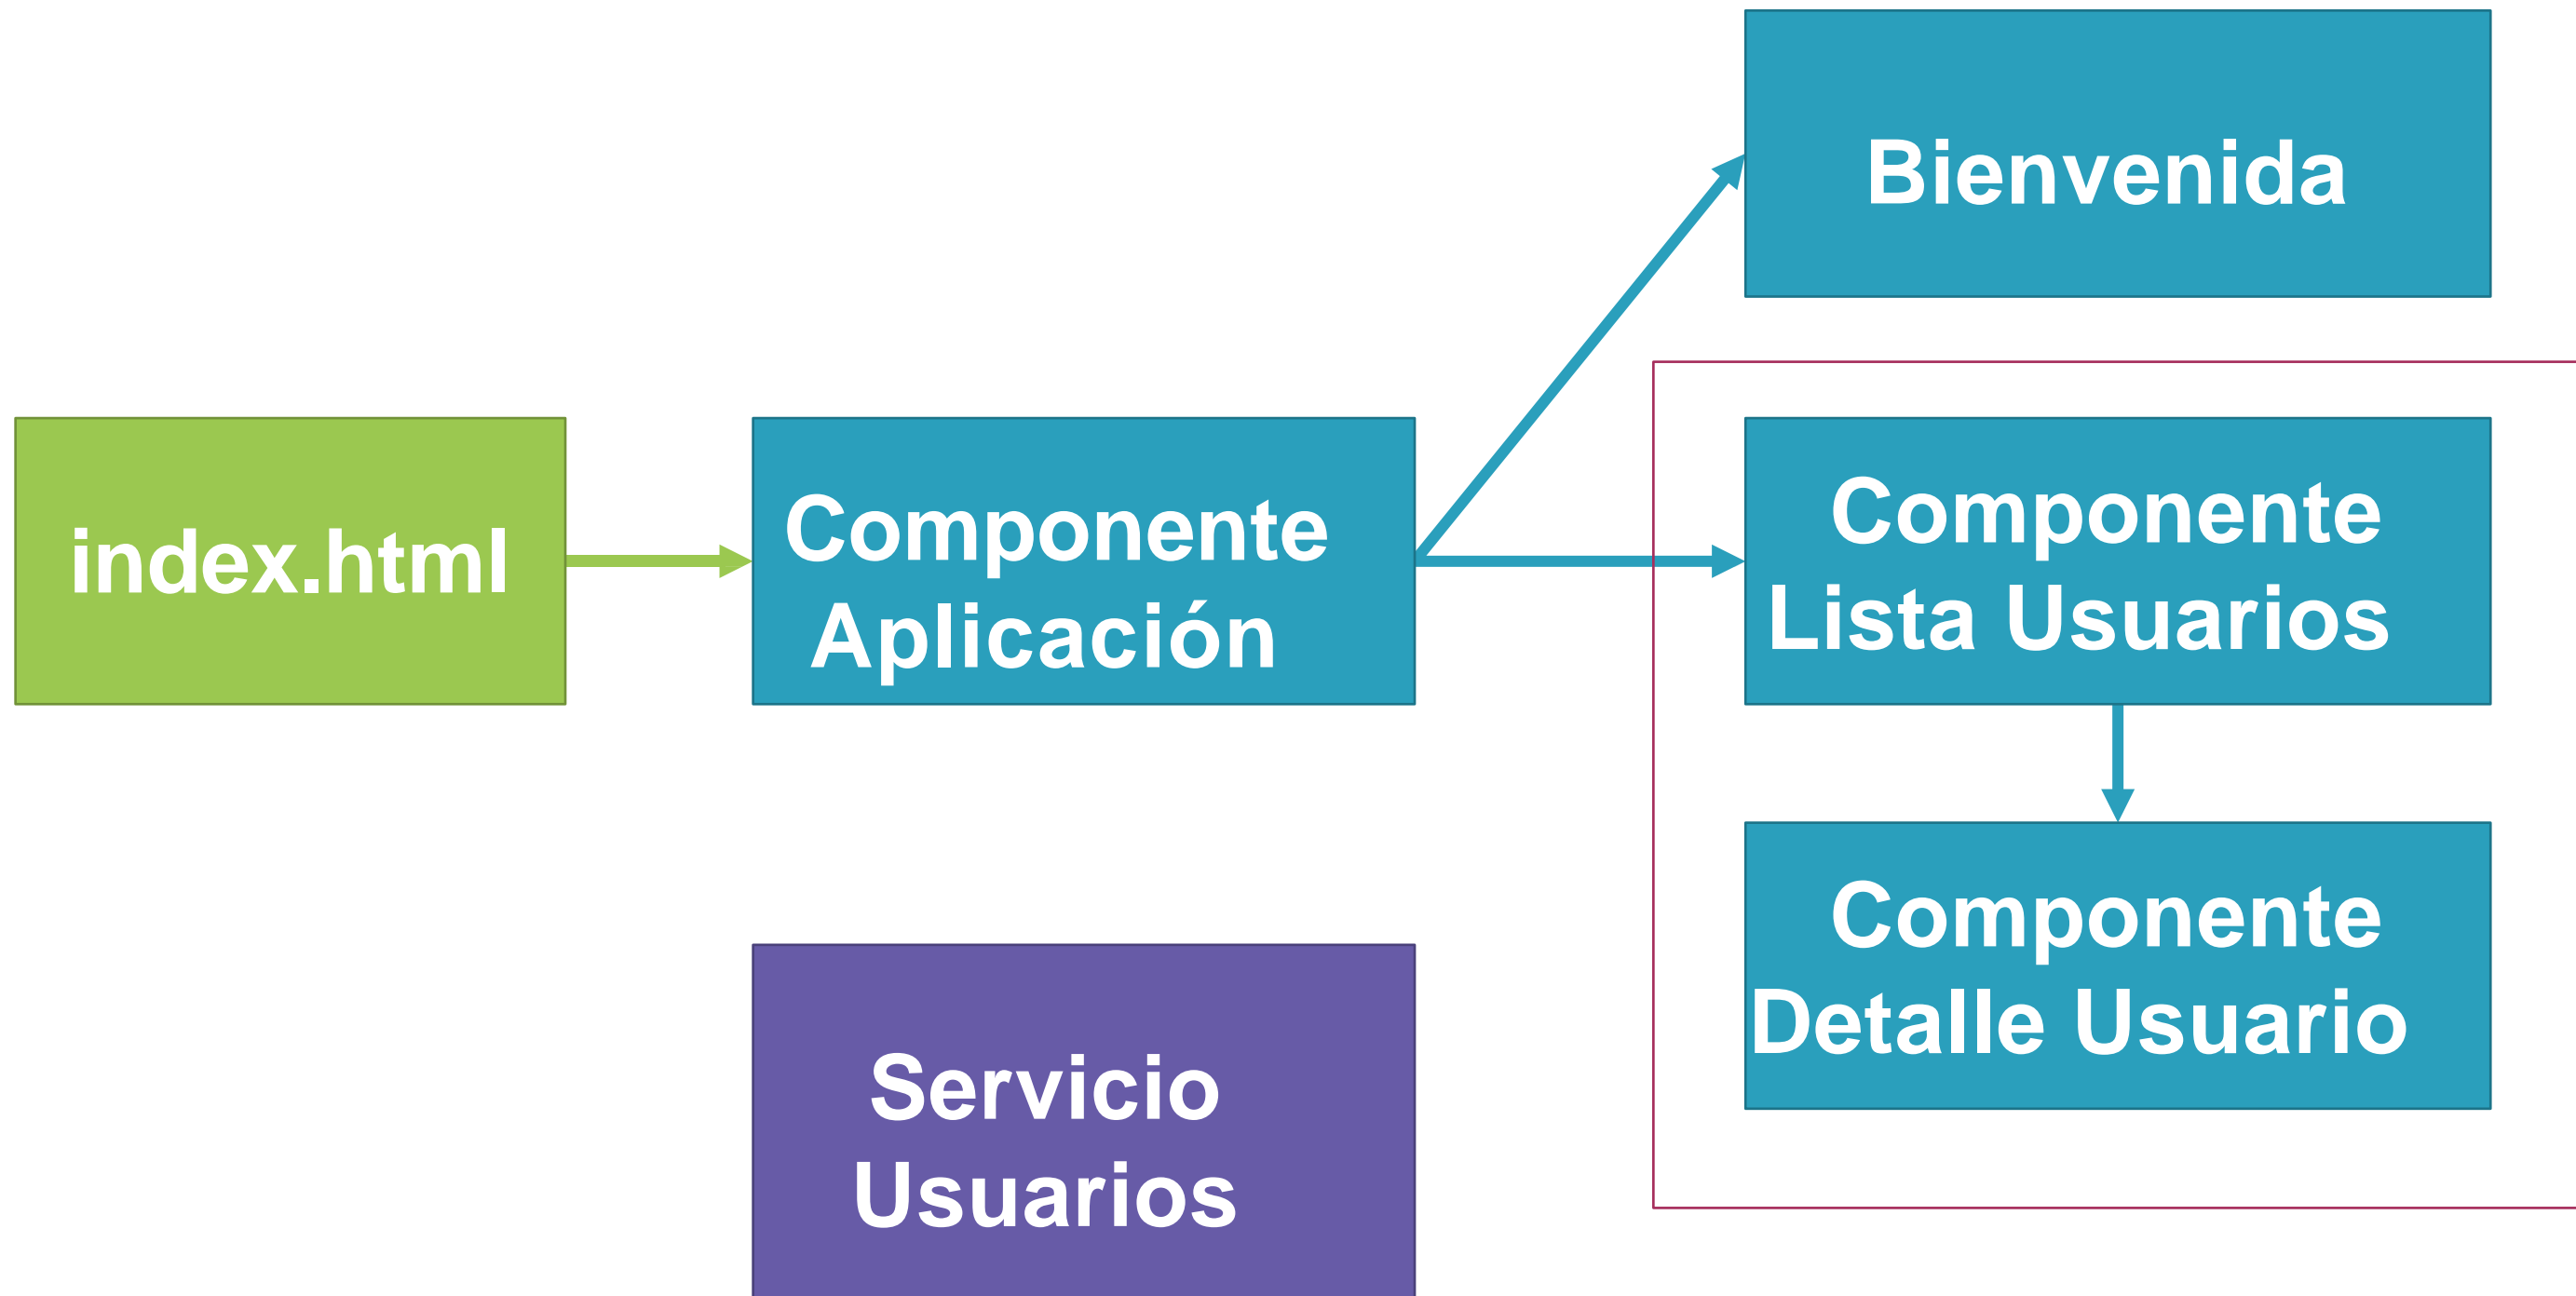 Bienvenida
index.html
Componente
Aplicación
Componente
Lista Usuarios
Componente
Detalle Usuario
Servicio
Usuarios